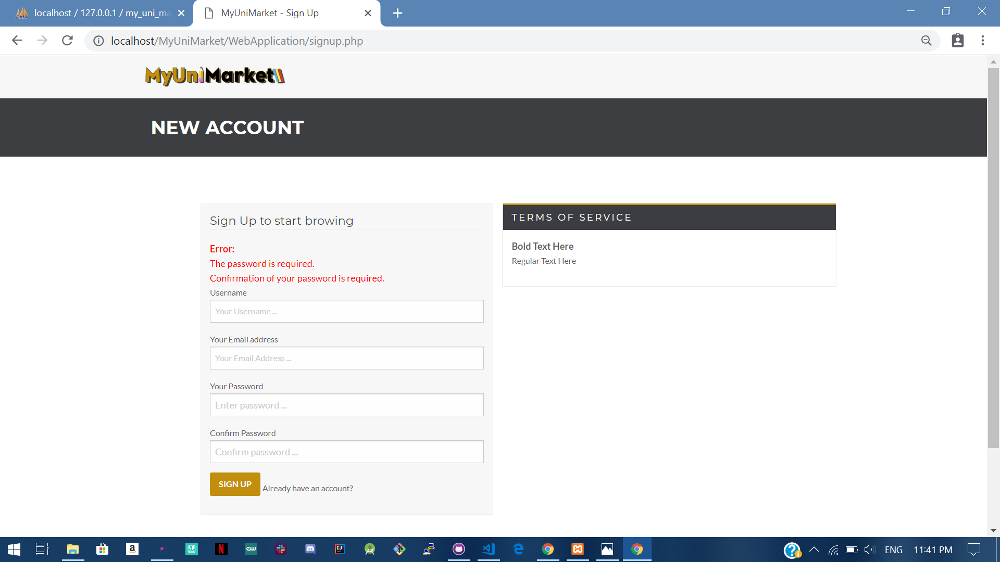 localhost / 127.0.0.1 / my_uni_ma
MyUniMarket - Sign Up
localhost/MyUniMarket/WebApplication/signup.php
MyUniMarket
NEW ACCOUNT
Sign Up to start browing
Error:
The password is required.
Confirmation of your password is required.
Username
Your Username ...
Your Email address
Your Email Address ...
Your Password
Enter password ...
Confirm Password
Confirm password ...
SIGN UP Already have an account?
TERMS OF SERVICE
Bold Text Here
Regular Text Here
ENG 11:41 PM